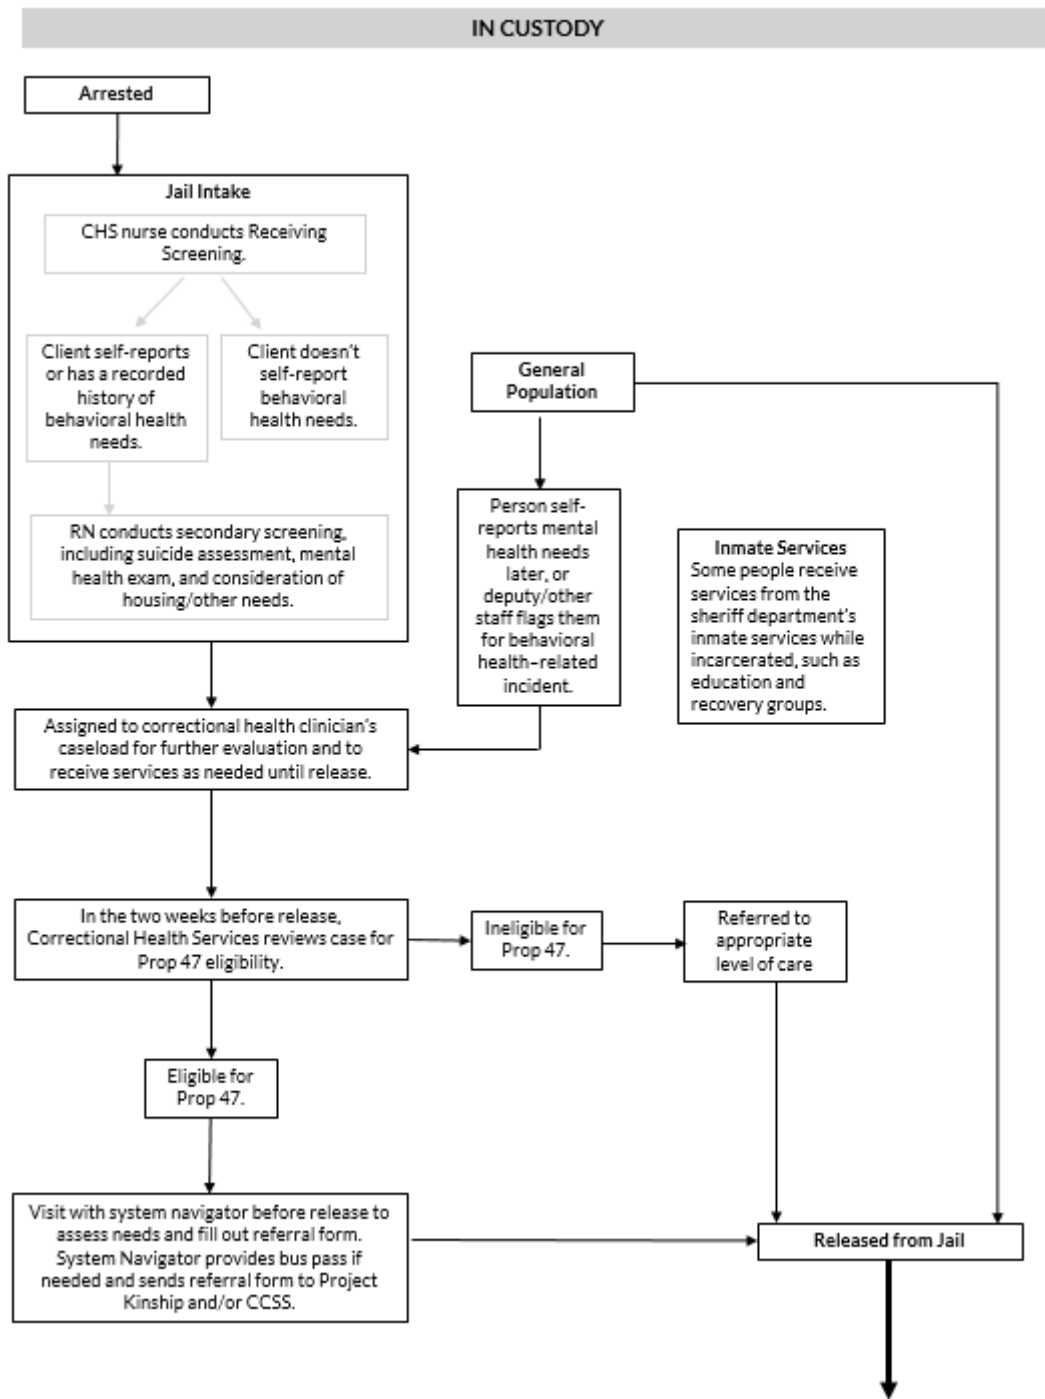 IN CUSTODY
Arrested
Jail Intake
CHS nurse conducts Receiving
Screening.
Client self-reports
or has a recorded
history of
behavioral health
needs.
Client doesn't
self-report
behavioral
health needs.
RN conducts secondary screening,
including suicide assessment, mental
health exam, and consideration of
housing/other needs.
General
Population
Person self-
reports mental
health needs
later, or
deputy/other
staff flags them
for behavioral
health-related
incident.
Inmate Services
Some people receive
services from the
sheriff department's
inmate services while
incarcerated, such as
education and
recovery groups.
Assigned to correctional health clinician's
caseload for further evaluation and to
receive services as needed until release.
In the two weeks before release,
Correctional Health Services reviews case for
Prop 47 eligibility.
Ineligible for
Prop 47.
Referred to
appropriate
level of care
Eligible for
Prop 47.
Visit with system navigator before release to
assess needs and fill out referral form.
System Navigator provides bus pass if
needed and sends referral form to Project
Kinship and/or CCSS.
Released from Jail